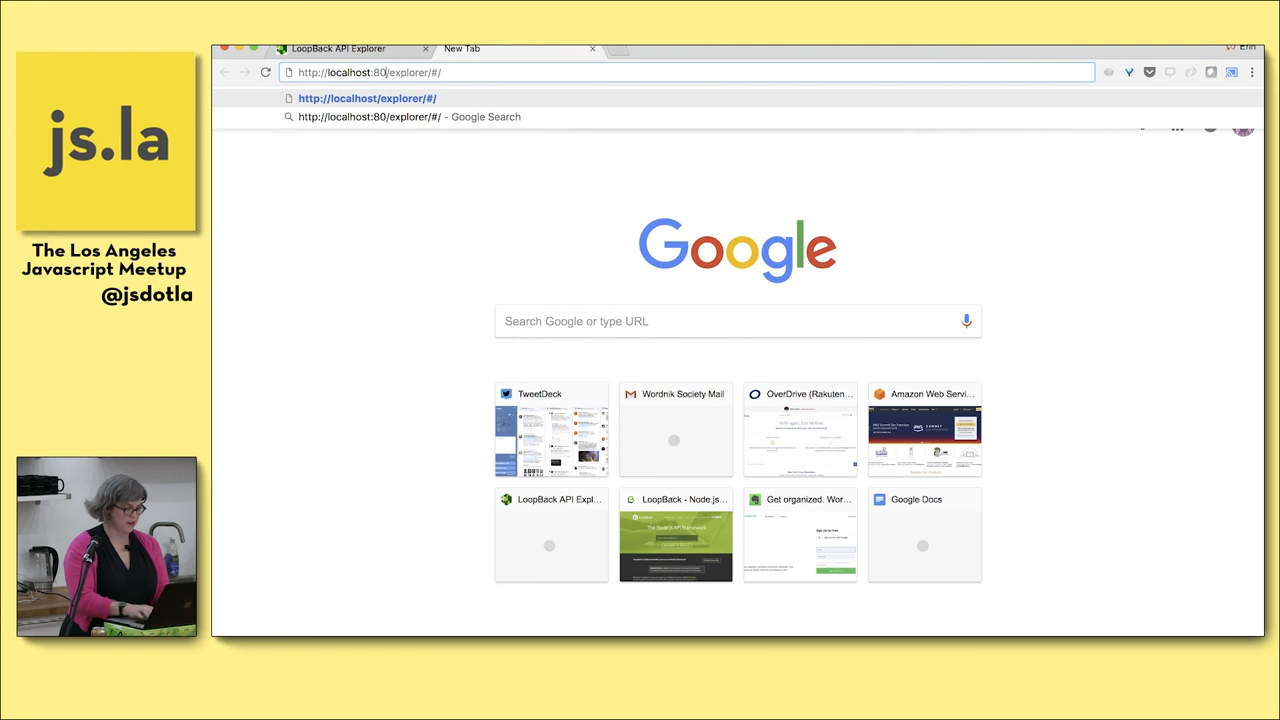 js.la
The Los Angeles
Javascript Meetup
@jsdotla
LoopBack API Explorer
New Tab
Erin
http://localhost:80/explorer/#/
http://localhost/explorer/#/
http://localhost:80/explorer/#/ - Google Search
Google
Search Google or type URL
TweetDeck
Wordnik Society Mail
OverDrive (Rakuten...
Amazon Web Servi...
LoopBack API Expl...
LoopBack - Node.js...
Get organized. Wor...
Google Docs